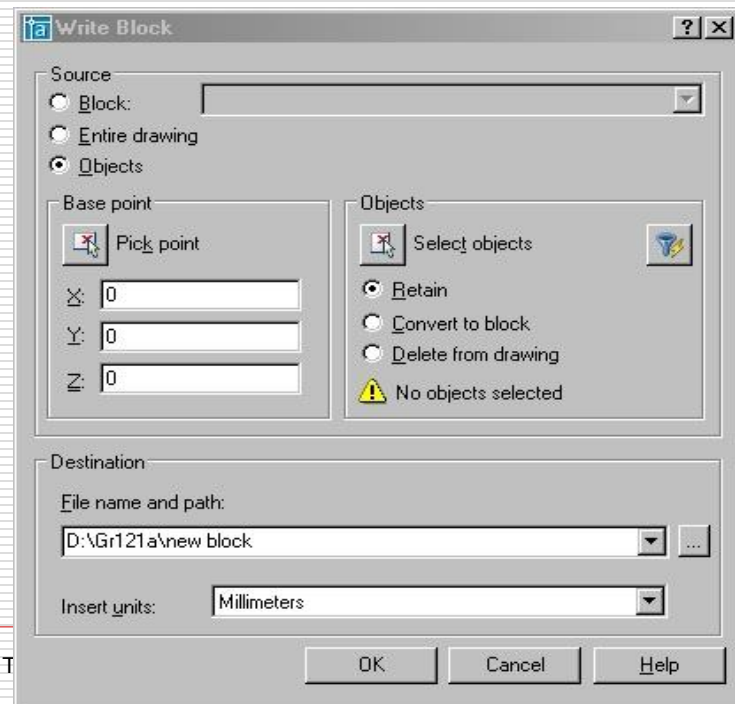 Write Block
Source
Block:
Entire drawing
Objects
Base point
Pick point
X: 0
Y: 0
Z: 0
Objects
Select objects
Retain
Convert to block
Delete from drawing
No objects selected
Destination
File name and path:
D:\Gr121a\new block
...
Insert units: Millimeters
OK Cancel Help
T